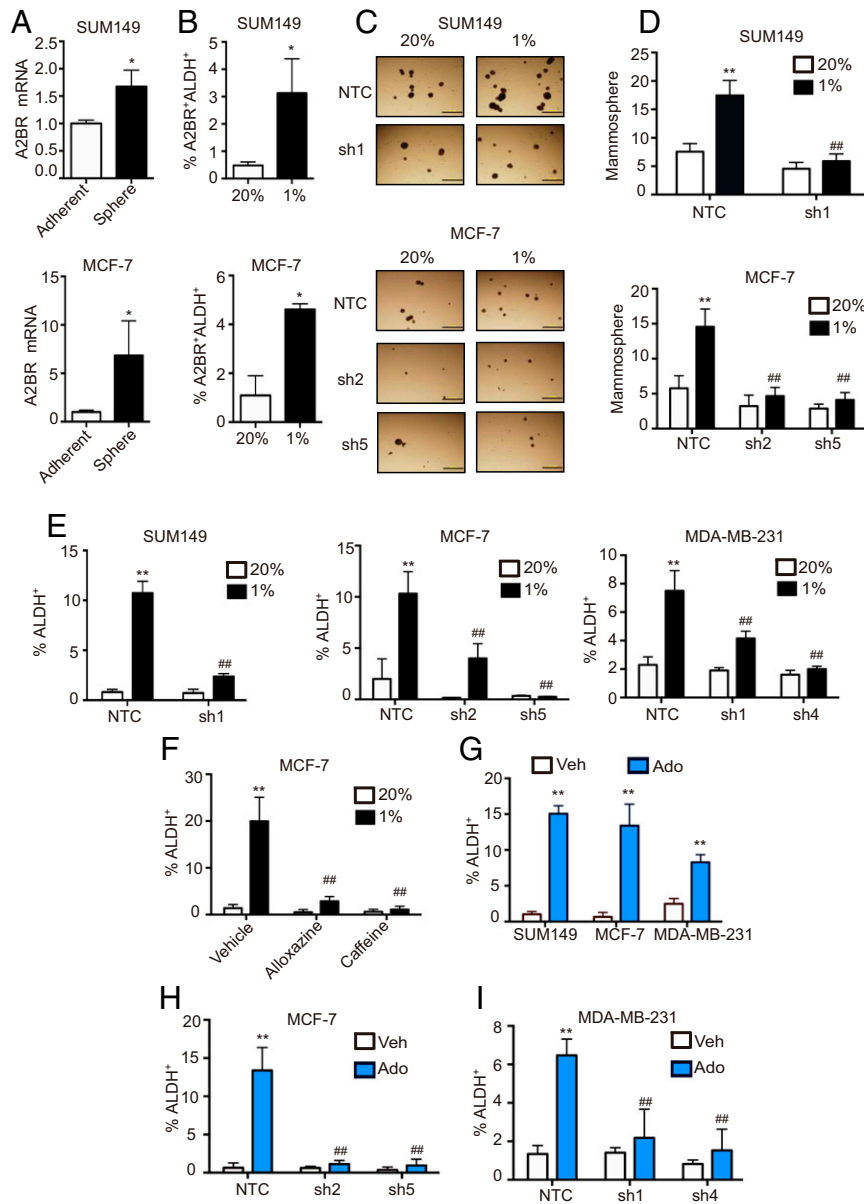 A
SUM149
A2BR mRNA
2.5
2.0
1.5
1.0
0.5
0.0
*
Adherent
Sphere
MCF-7
A2BR mRNA
15
10
5
0
*
Adherent
Sphere
B
SUM149
% A2BR+ALDH+
5
4
3
2
1
0
*
20%
1%
MCF-7
% A2BR+ALDH+
6
4
2
0
*
20%
1%
C
SUM149
20%
1%
NTC
sh1
MCF-7
20%
1%
NTC
sh2
sh5
D
SUM149
Mammosphere
25
20
15
10
5
0
**
##
20%
1%
NTC
sh1
MCF-7
Mammosphere
20
15
10
5
0
**
##
##
20%
1%
NTC
sh2
sh5
E
SUM149
% ALDH+
15
10
5
0
**
##
20%
1%
NTC
sh1
MCF-7
% ALDH+
15
10
5
0
**
##
##
20%
1%
NTC
sh2
sh5
MDA-MB-231
% ALDH+
10
8
6
4
2
0
**
##
##
20%
1%
NTC
sh1
sh4
F
MCF-7
% ALDH+
30
20
10
0
**
##
##
20%
1%
Vehicle
Alloxazine
Caffeine
G
Veh
Ado
% ALDH+
20
15
10
5
0
**
**
**
SUM149
MCF-7
MDA-MB-231
H
MCF-7
% ALDH+
20
15
10
5
0
**
##
##
Veh
Ado
NTC
sh2
sh5
I
MDA-MB-231
% ALDH+
8
6
4
2
0
**
##
##
Veh
Ado
NTC
sh1
sh4